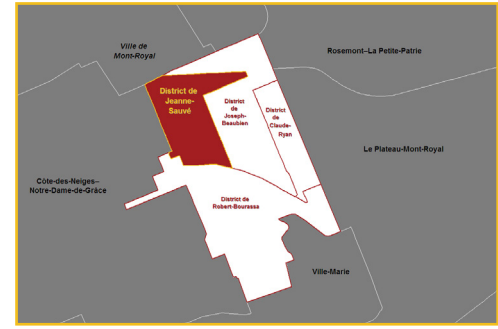 Ville de
Mont-Royal
Rosemont–La Petite-Patrie
District de
Jeanne-
Sauvé
District
de
Joseph-
Beaubien
District
de
Claude-
Ryan
Le Plateau-Mont-Royal
Côte-des-Neiges–
Notre-Dame-de-Grâce
District de
Robert-Bourassa
Ville-Marie